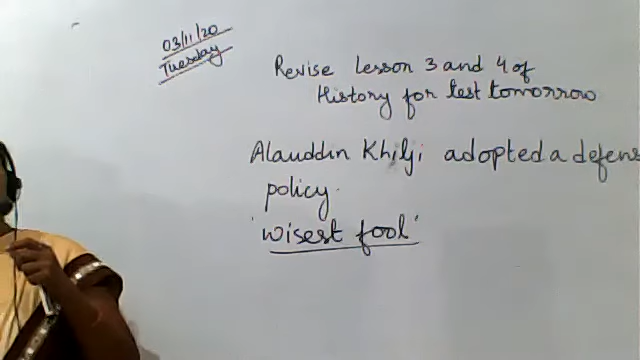 03/11/20
Tuesday
Revise Lesson 3 and 4 of
History for test tomorrow
Alauddin Khilji adopted a defens
policy.
'wisest fool'